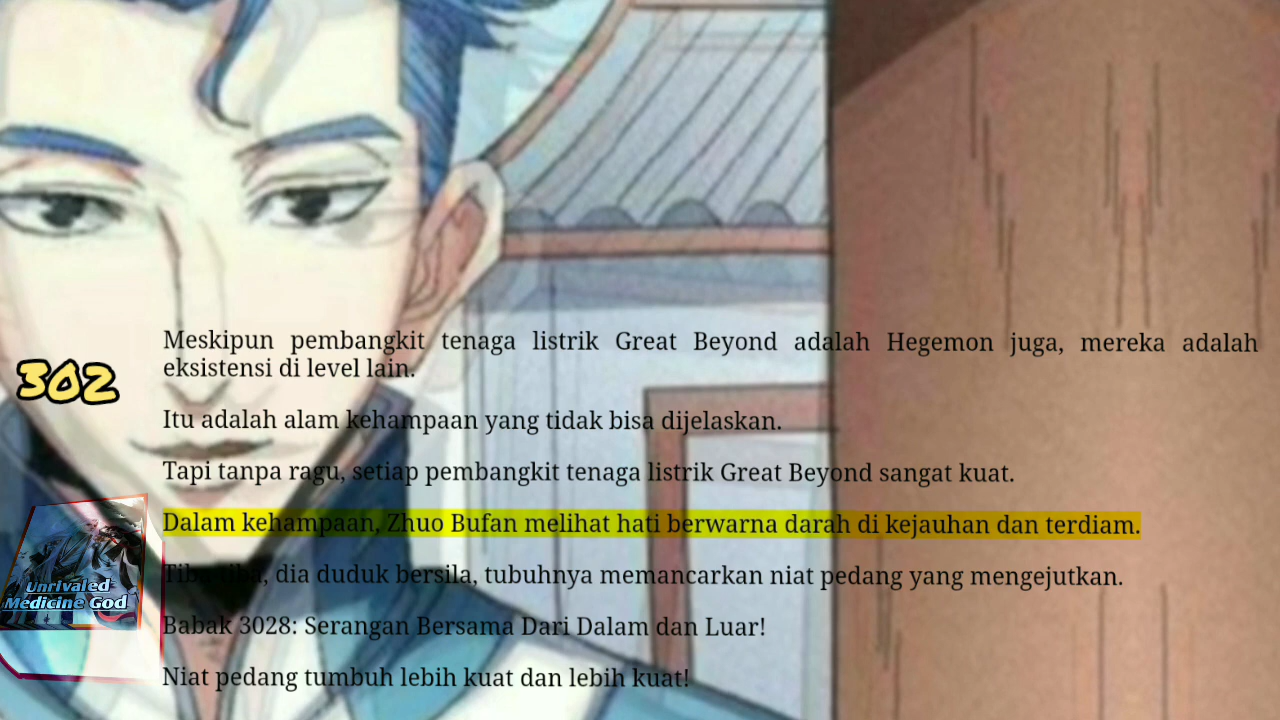 Meskipun pembangkit tenaga listrik Great Beyond adalah Hegemon juga, mereka adalah
eksistensi di level lain.
302
Itu adalah alam kehampaan yang tidak bisa dijelaskan.
Tapi tanpa ragu, setiap pembangkit tenaga listrik Great Beyond sangat kuat.
Dalam kehampaan, Zhuo Bufan melihat hati berwarna darah di kejauhan dan terdiam.
Tiba-tiba, dia duduk bersila, tubuhnya memancarkan niat pedang yang mengejutkan.
Unrivaled
Medicine God
Babak 3028: Serangan Bersama Dari Dalam dan Luar!
Niat pedang tumbuh lebih kuat dan lebih kuat!